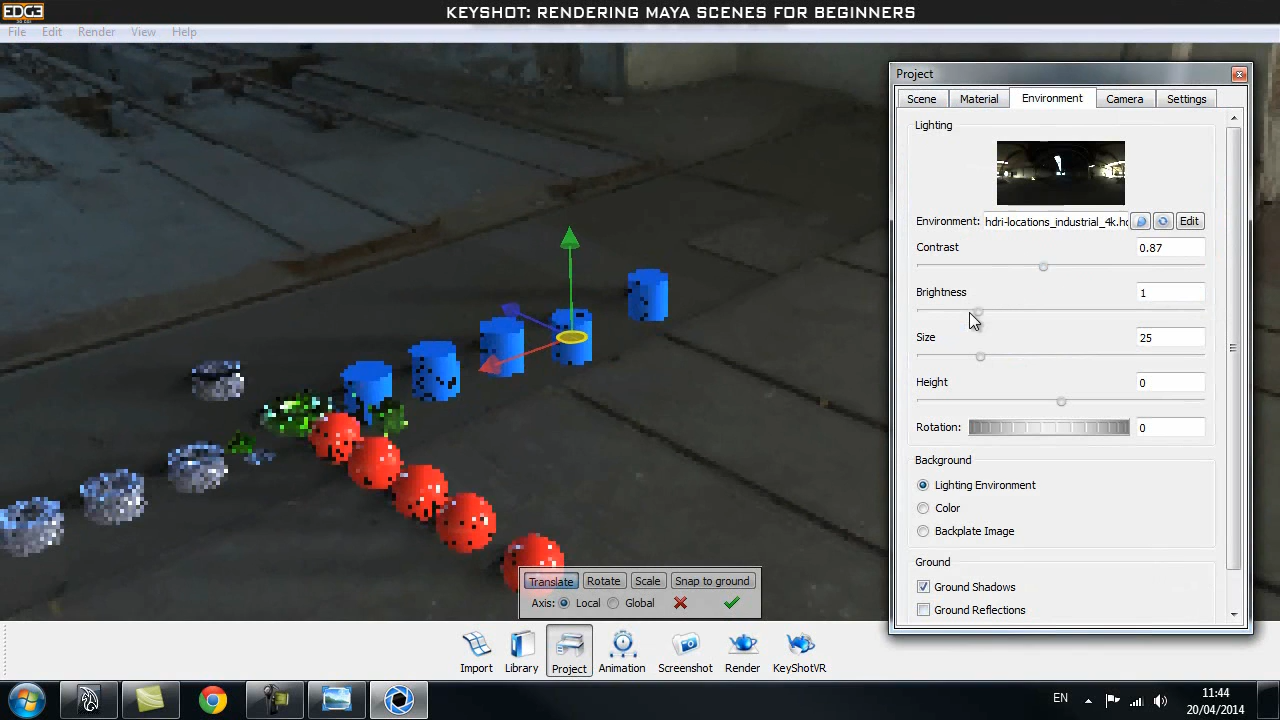 EDGE
KEYSHOT: RENDERING MAYA SCENES FOR BEGINNERS
File Edit Render View Help
Project
Scene Material Environment Camera Settings
Lighting
Environment: hdri-locations_industrial_4k.hd Edit
Contrast 0.87
Brightness 1
Size 25
Height 0
Rotation: 0
Background
Lighting Environment
Color
Backplate Image
Ground
Ground Shadows
Ground Reflections
Translate Rotate Scale Snap to ground
Axis: Local Global
Import Library Project Animation Screenshot Render KeyShotVR
EN 11:44
20/04/2014